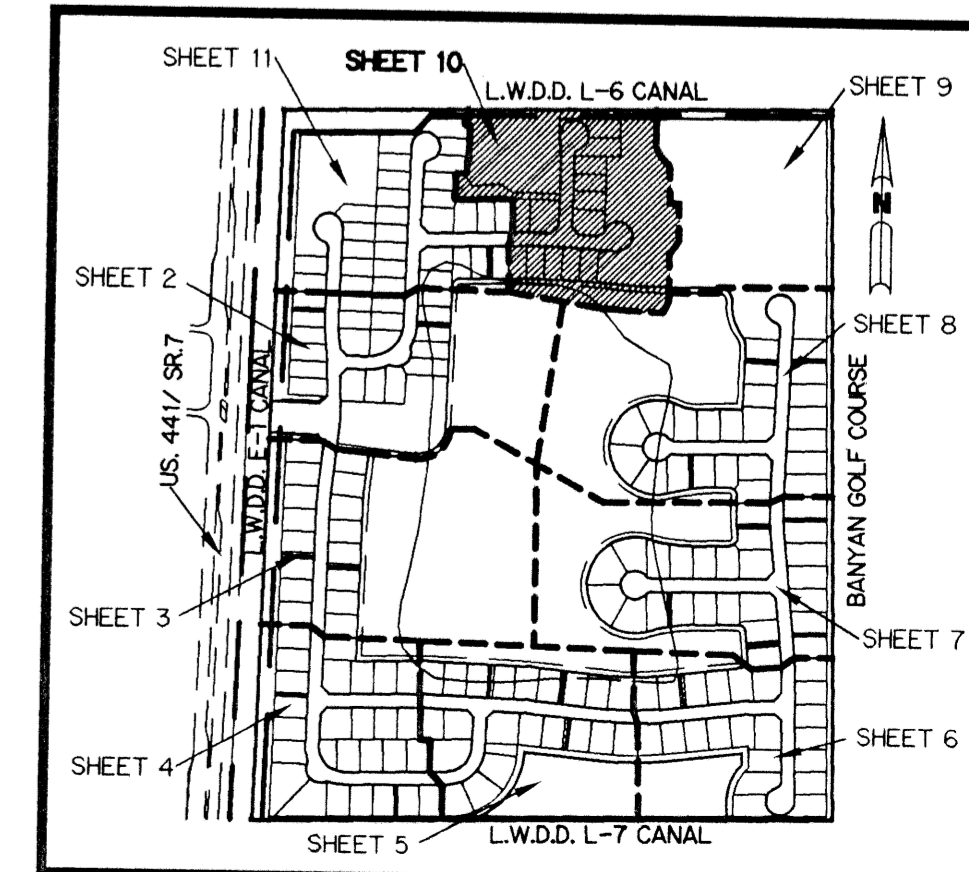 SHEET 11
SHEET 10
L.W.D.D. L-6 CANAL
SHEET 9
N
SHEET 2
SHEET 8
US. 441/ SR.7
L.W.D.D. E-1 CANAL
BANYAN GOLF COURSE
SHEET 3
SHEET 7
SHEET 4
SHEET 6
SHEET 5
L.W.D.D. L-7 CANAL